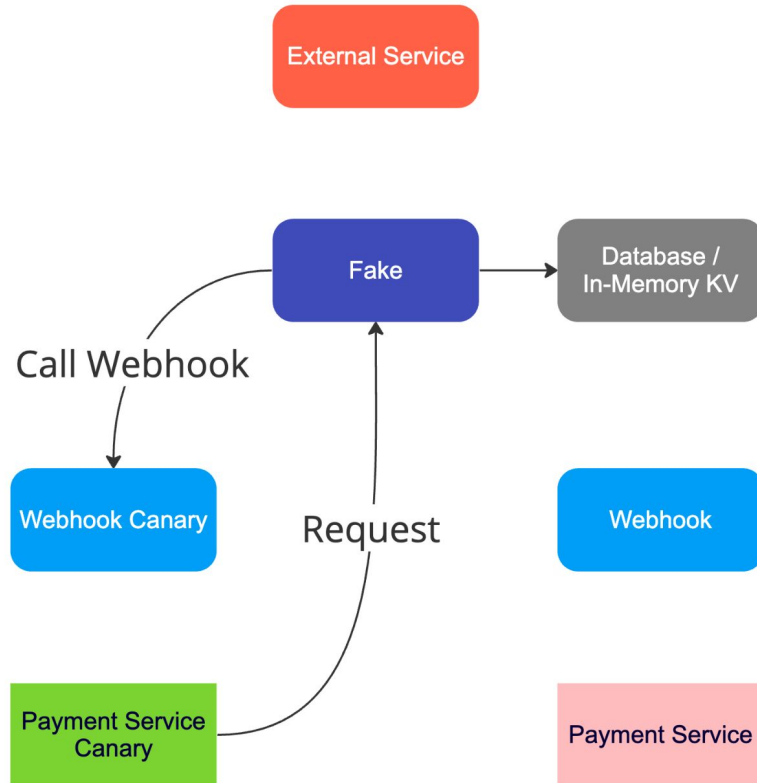 External Service
Fake
Database /
In-Memory KV
Call Webhook
Webhook Canary
Request
Webhook
Payment Service
Canary
Payment Service